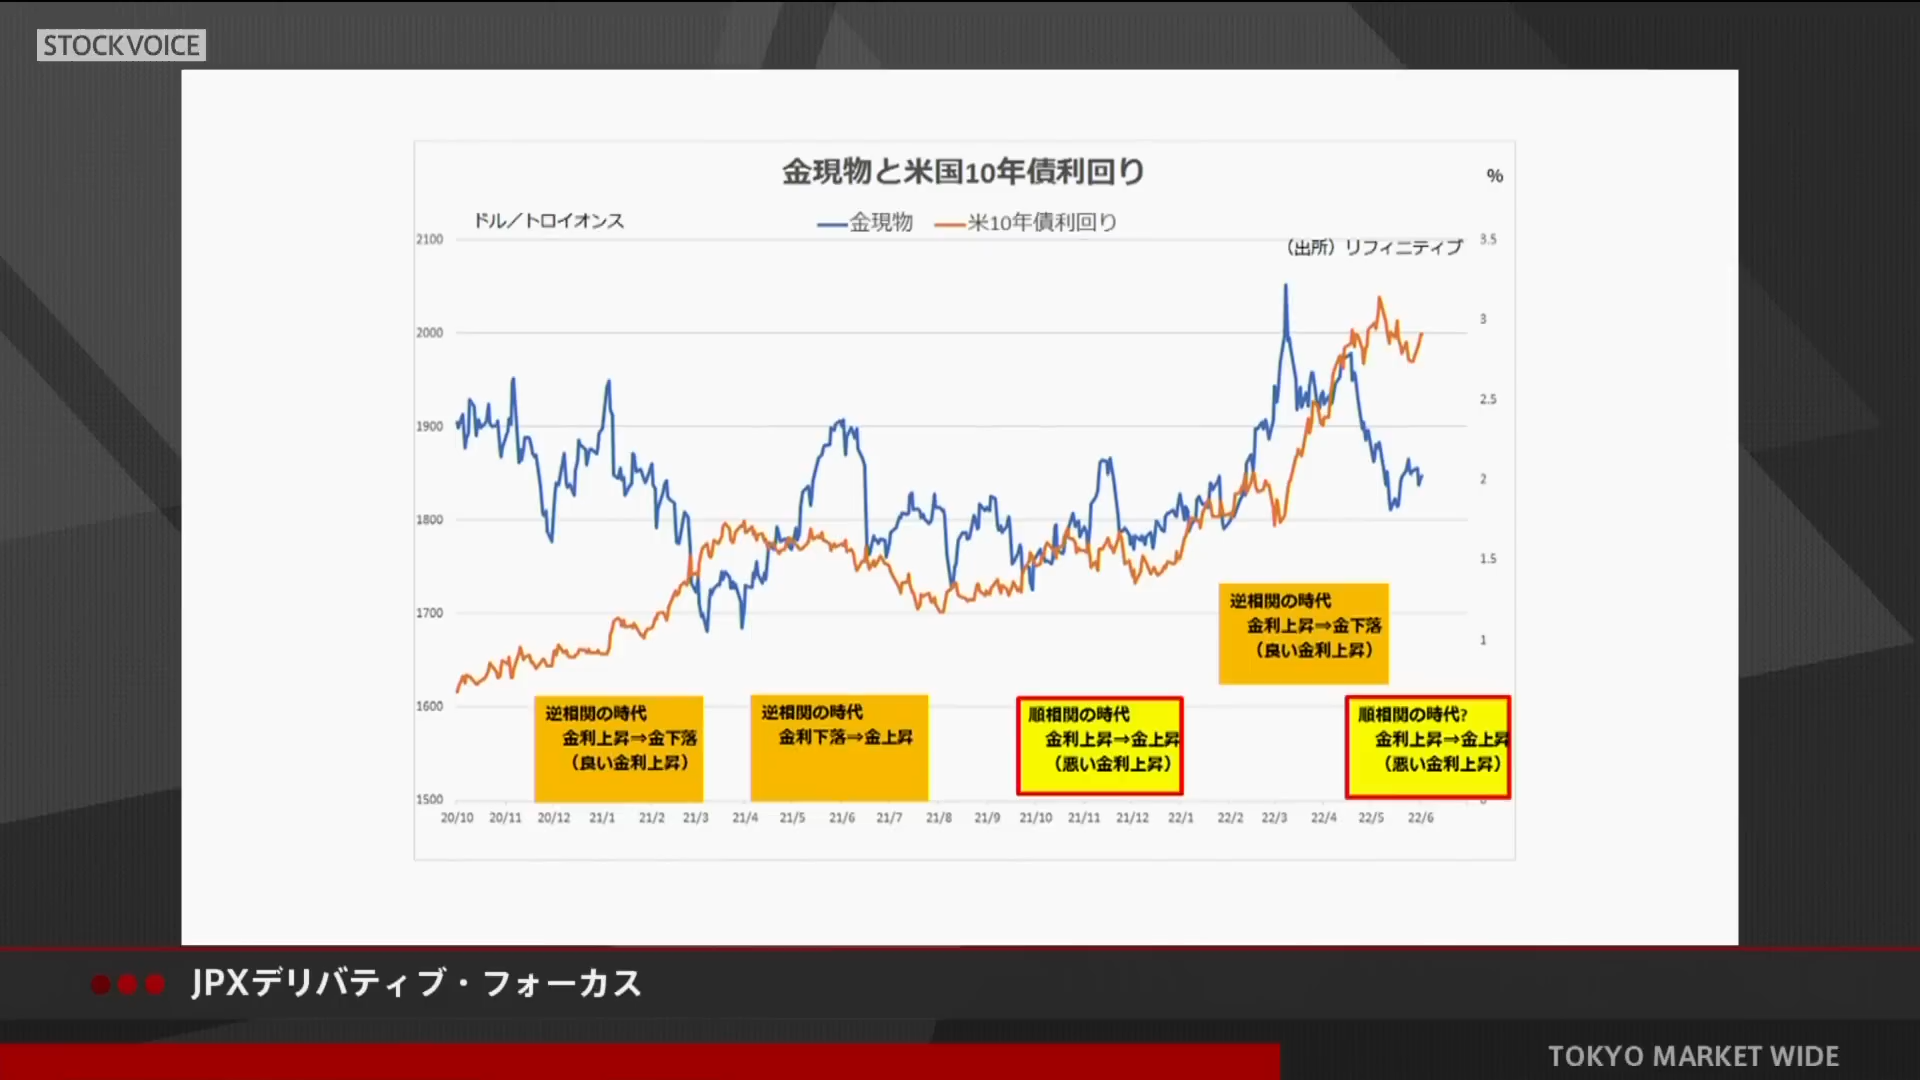 STOCKVOICE
金現物と米国10年債利回り
%
ドル／トロイオンス
金現物 米10年債利回り
（出所）リフィニティブ
2100
2000
1900
1800
1700
1600
1500
3.5
3
2.5
2
1.5
1
逆相関の時代
金利上昇⇒金下落
（良い金利上昇）
逆相関の時代
金利上昇⇒金下落
（良い金利上昇）
逆相関の時代
金利下落⇒金上昇
順相関の時代
金利上昇⇒金上昇
（悪い金利上昇）
順相関の時代?
金利上昇⇒金上昇
（悪い金利上昇）
20/10 20/11 20/12 21/1 21/2 21/3 21/4 21/5 21/6 21/7 21/8 21/9 21/10 21/11 21/12 22/1 22/2 22/3 22/4 22/5 22/6
JPXデリバティブ・フォーカス
TOKYO MARKET WIDE